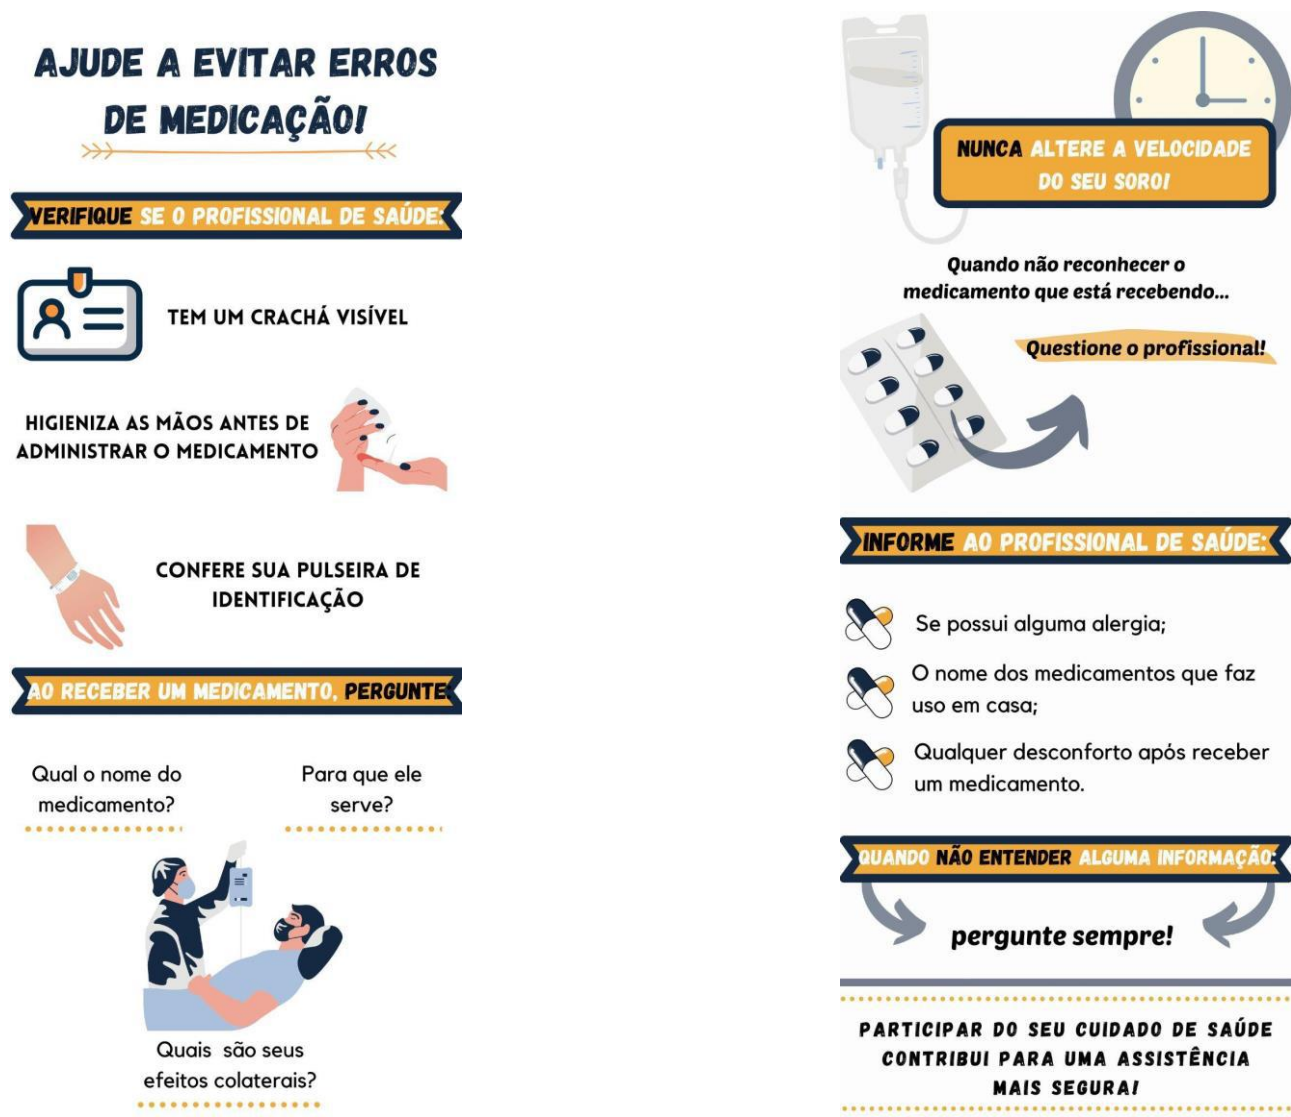 AJUDE A EVITAR ERROS
DE MEDICAÇÃO!
VERIFIQUE SE O PROFISSIONAL DE SAÚDE:
TEM UM CRACHÁ VISÍVEL
HIGIENIZA AS MÃOS ANTES DE
ADMINISTRAR O MEDICAMENTO
CONFERE SUA PULSEIRA DE
IDENTIFICAÇÃO
AO RECEBER UM MEDICAMENTO, PERGUNTE:
Qual o nome do
medicamento?
Para que ele
serve?
Quais são seus
efeitos colaterais?
NUNCA ALTERE A VELOCIDADE
DO SEU SORO!
Quando não reconhecer o
medicamento que está recebendo...
Questione o profissional!
INFORME AO PROFISSIONAL DE SAÚDE:
Se possui alguma alergia;
O nome dos medicamentos que faz
uso em casa;
Qualquer desconforto após receber
um medicamento.
QUANDO NÃO ENTENDER ALGUMA INFORMAÇÃO:
pergunte sempre!
PARTICIPAR DO SEU CUIDADO DE SAÚDE
CONTRIBUI PARA UMA ASSISTÊNCIA
MAIS SEGURA!